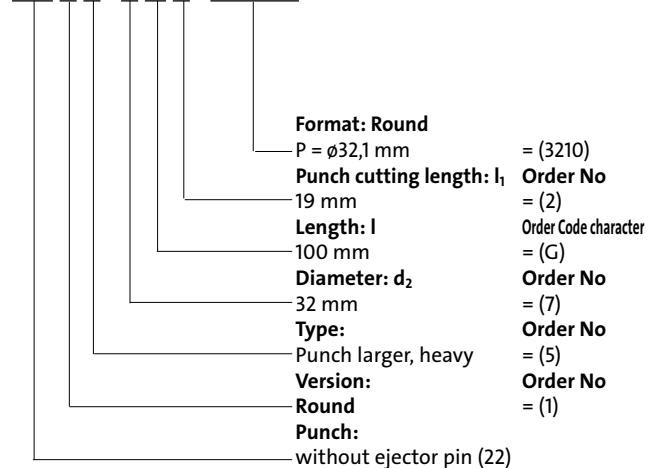 Format: Round
P = ø32,1 mm = (3210)
Punch cutting length: l₁ Order No
19 mm = (2)
Length: l Order Code character
100 mm = (G)
Diameter: d₂ Order No
32 mm = (7)
Type: Order No
Punch larger, heavy = (5)
Version: Order No
Round = (1)
Punch:
without ejector pin (22)